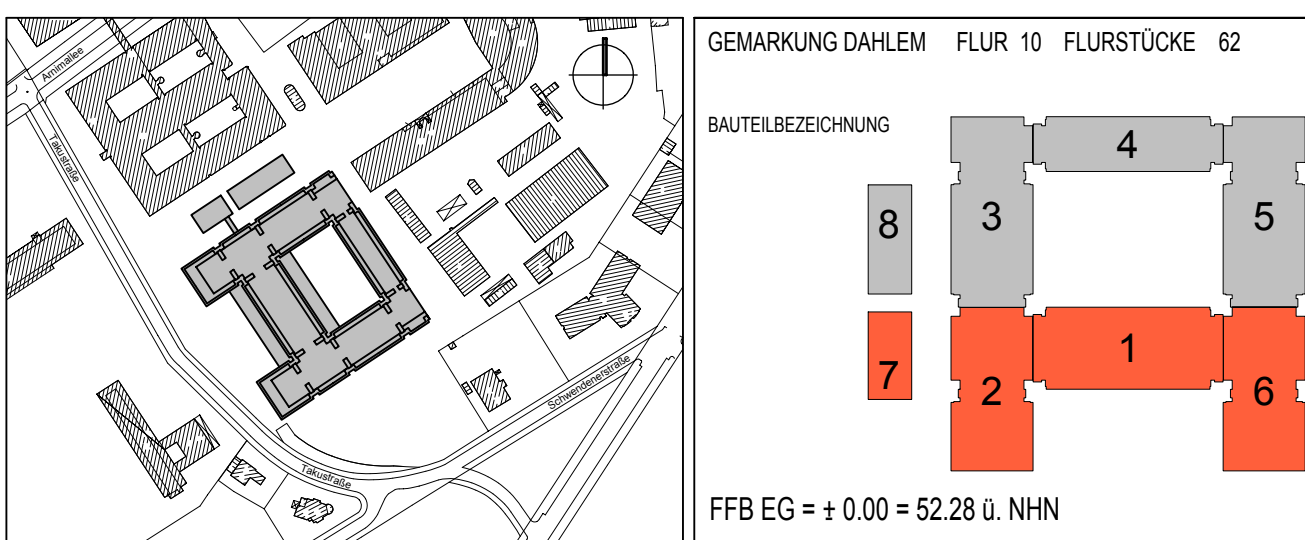 Arnimallee
Takustraße
Schwendenerstraße
Takustraße
GEMARKUNG DAHLEM FLUR 10 FLURSTÜCKE 62
BAUTEILBEZEICHNUNG
4
3
5
8
1
7
2
6
FFB EG = ± 0.00 = 52.28 ü. NHN